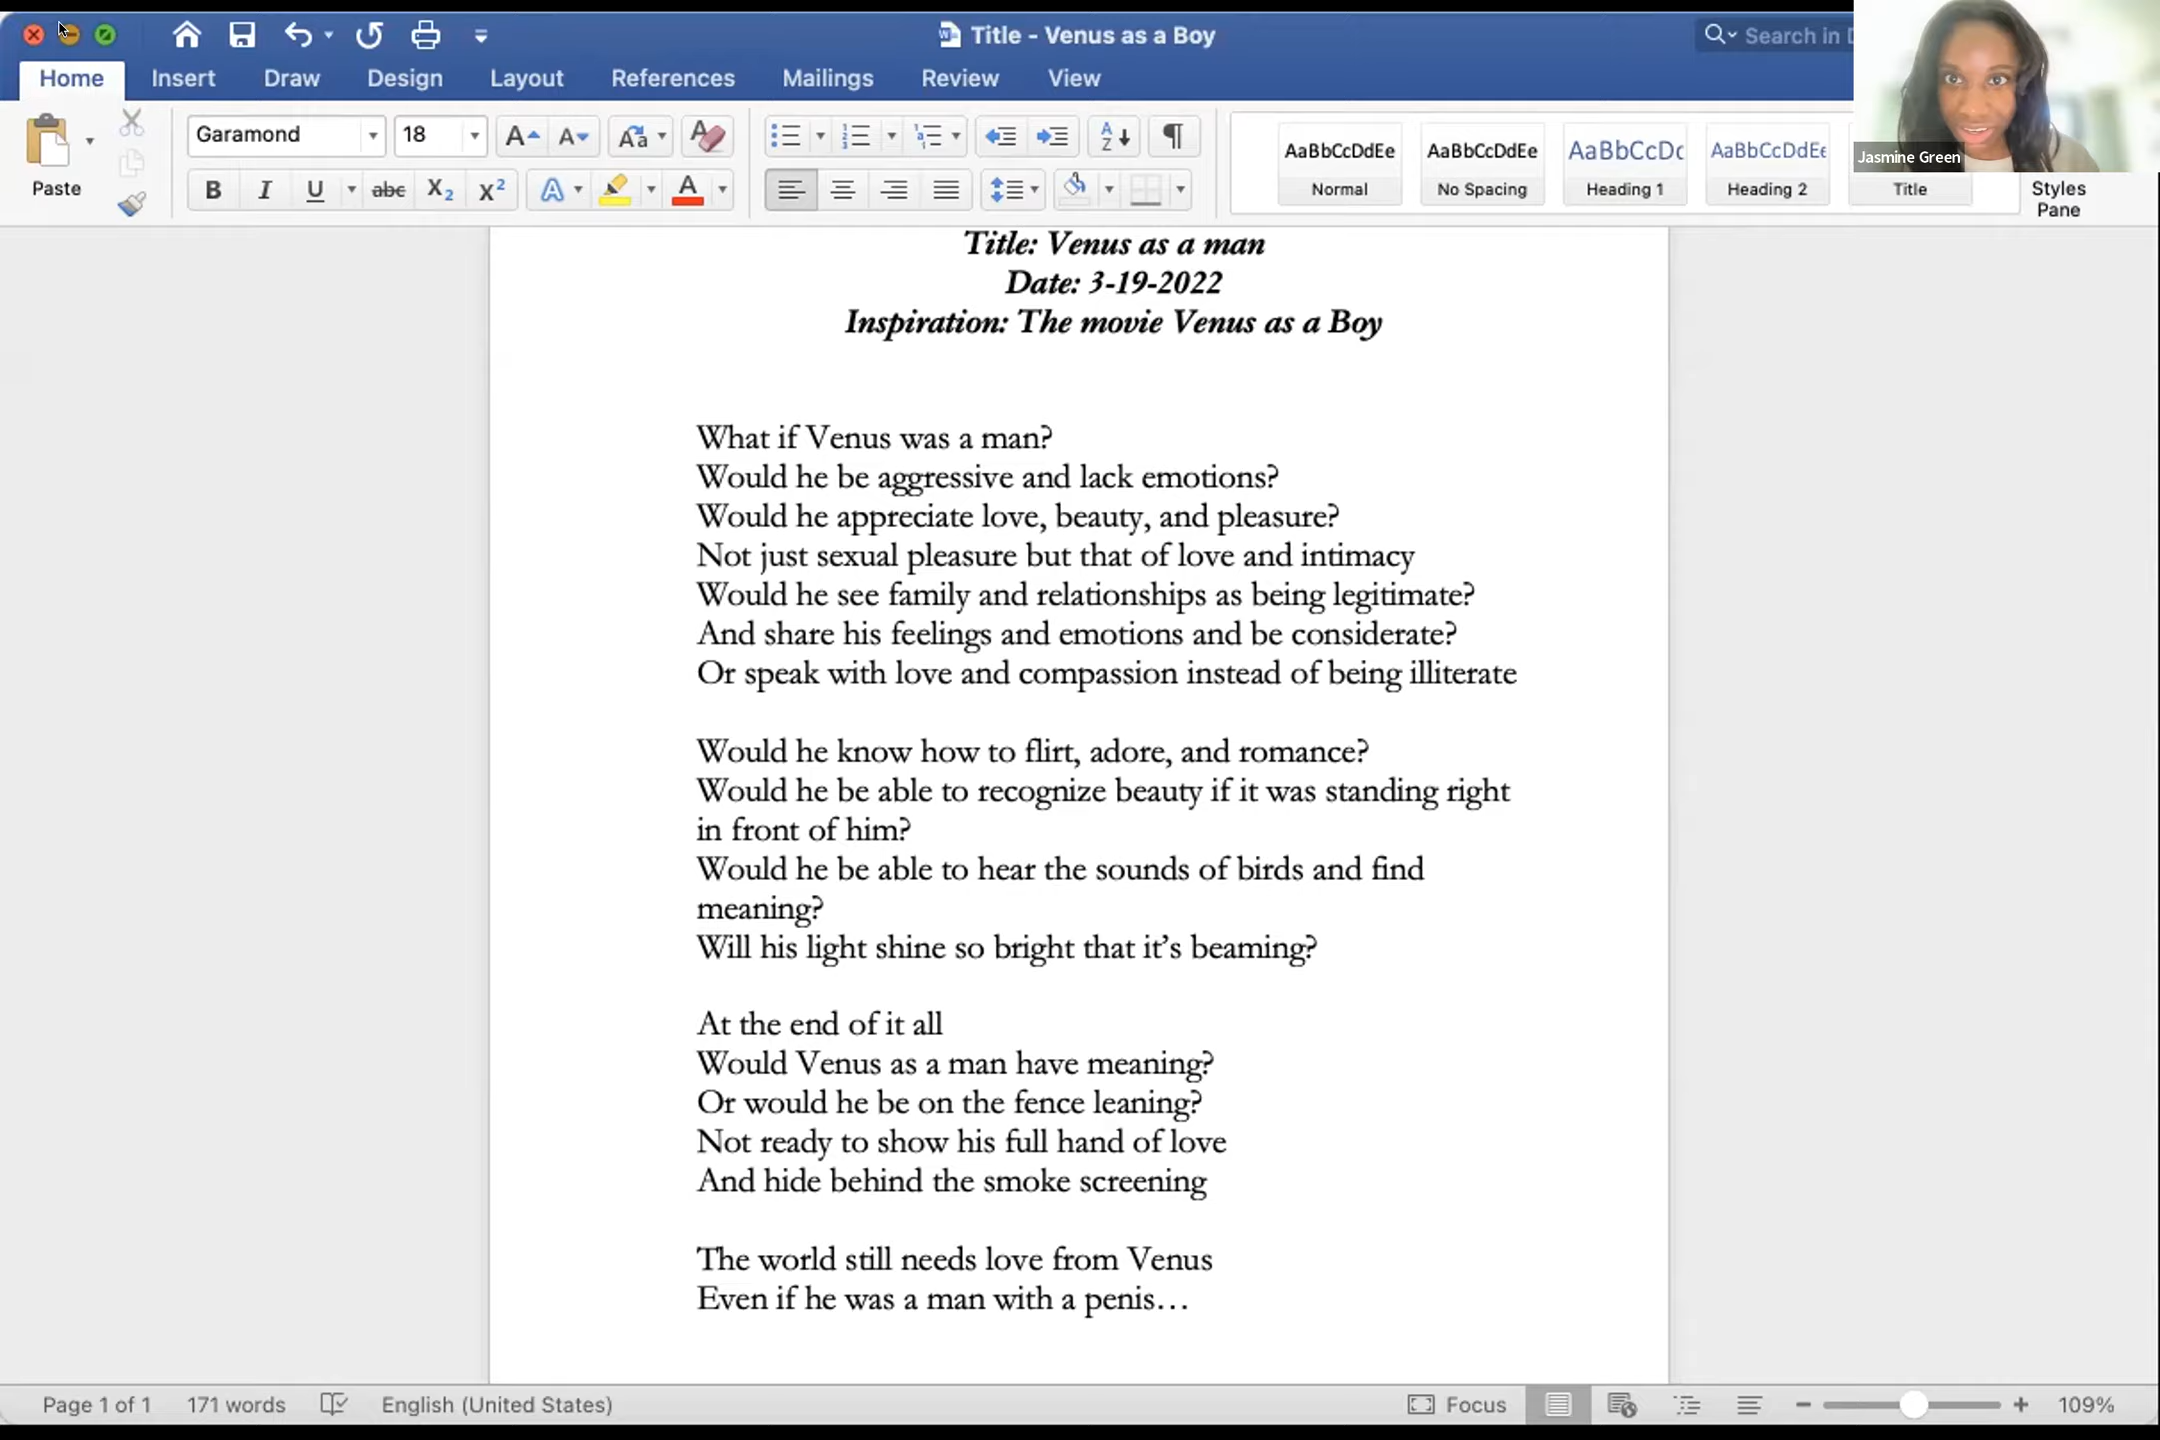 Title - Venus as a Boy
Search in D
Home Insert Draw Design Layout References Mailings Review View
Jasmine Green
Paste
Garamond 18
AaBbCcDdEe AaBbCcDdEe AaBbCcDc AaBbCcDdEe
Normal No Spacing Heading 1 Heading 2 Title
Styles
Pane
Title: Venus as a man
Date: 3-19-2022
Inspiration: The movie Venus as a Boy
What if Venus was a man?
Would he be aggressive and lack emotions?
Would he appreciate love, beauty, and pleasure?
Not just sexual pleasure but that of love and intimacy
Would he see family and relationships as being legitimate?
And share his feelings and emotions and be considerate?
Or speak with love and compassion instead of being illiterate
Would he know how to flirt, adore, and romance?
Would he be able to recognize beauty if it was standing right
in front of him?
Would he be able to hear the sounds of birds and find
meaning?
Will his light shine so bright that it's beaming?
At the end of it all
Would Venus as a man have meaning?
Or would he be on the fence leaning?
Not ready to show his full hand of love
And hide behind the smoke screening
The world still needs love from Venus
Even if he was a man with a penis…
Page 1 of 1 171 words English (United States) Focus 109%